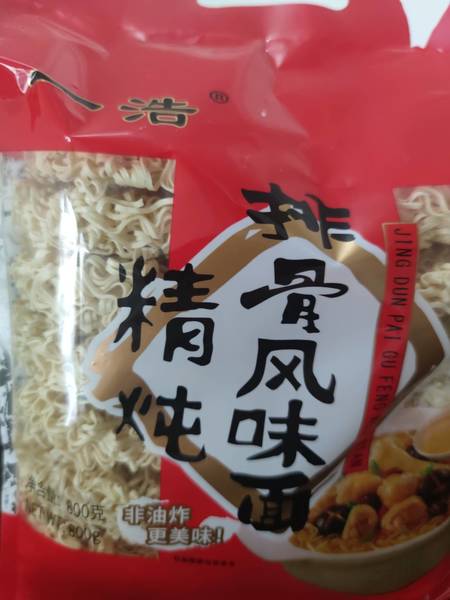 人浩®
精炖
排骨风味面
JING DUN PAI GU FENG
净含量: 800克
NET WT: 800g
非油炸
更美味!